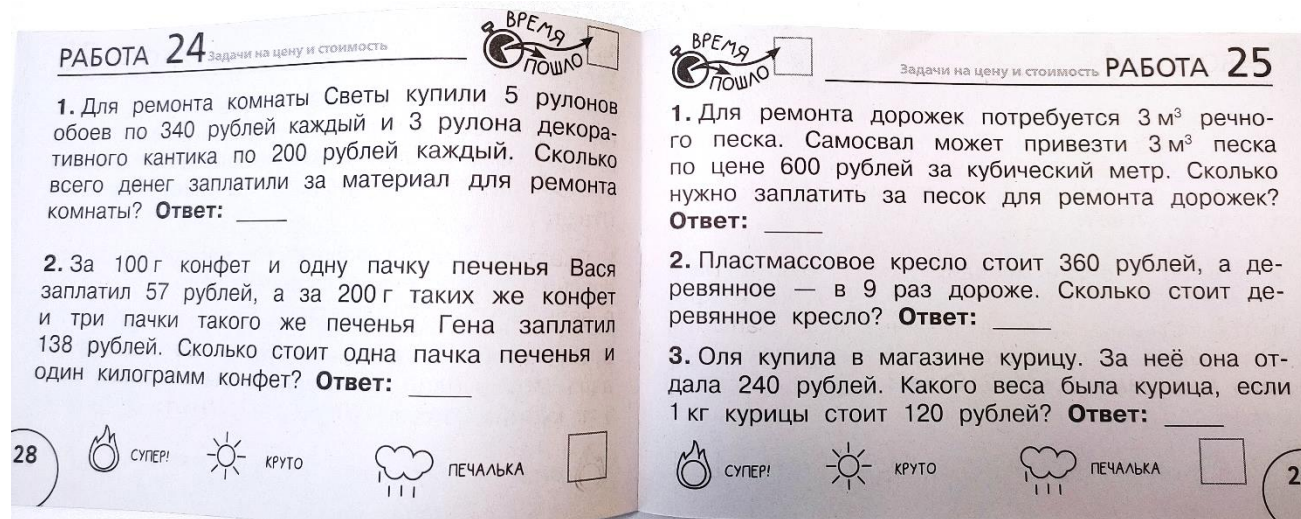 РАБОТА 24 Задачи на цену и стоимость
ВРЕМЯ
ПОШЛО
1. Для ремонта комнаты Светы купили 5 рулонов
обоев по 340 рублей каждый и 3 рулона декора-
тивного кантика по 200 рублей каждый. Сколько
всего денег заплатили за материал для ремонта
комнаты? Ответ:
2. За 100 г конфет и одну пачку печенья Вася
заплатил 57 рублей, а за 200 г таких же конфет
и три пачки такого же печенья Гена заплатил
138 рублей. Сколько стоит одна пачка печенья и
один килограмм конфет? Ответ:
28
СУПЕР! КРУТО ПЕЧАЛЬКА
ВРЕМЯ
ПОШЛО
Задачи на цену и стоимость РАБОТА 25
1. Для ремонта дорожек потребуется 3 м³ речно-
го песка. Самосвал может привезти 3 м³ песка
по цене 600 рублей за кубический метр. Сколько
нужно заплатить за песок для ремонта дорожек?
Ответ:
2. Пластмассовое кресло стоит 360 рублей, а де-
ревянное — в 9 раз дороже. Сколько стоит де-
ревянное кресло? Ответ:
3. Оля купила в магазине курицу. За неё она от-
дала 240 рублей. Какого веса была курица, если
1 кг курицы стоит 120 рублей? Ответ:
СУПЕР! КРУТО ПЕЧАЛЬКА